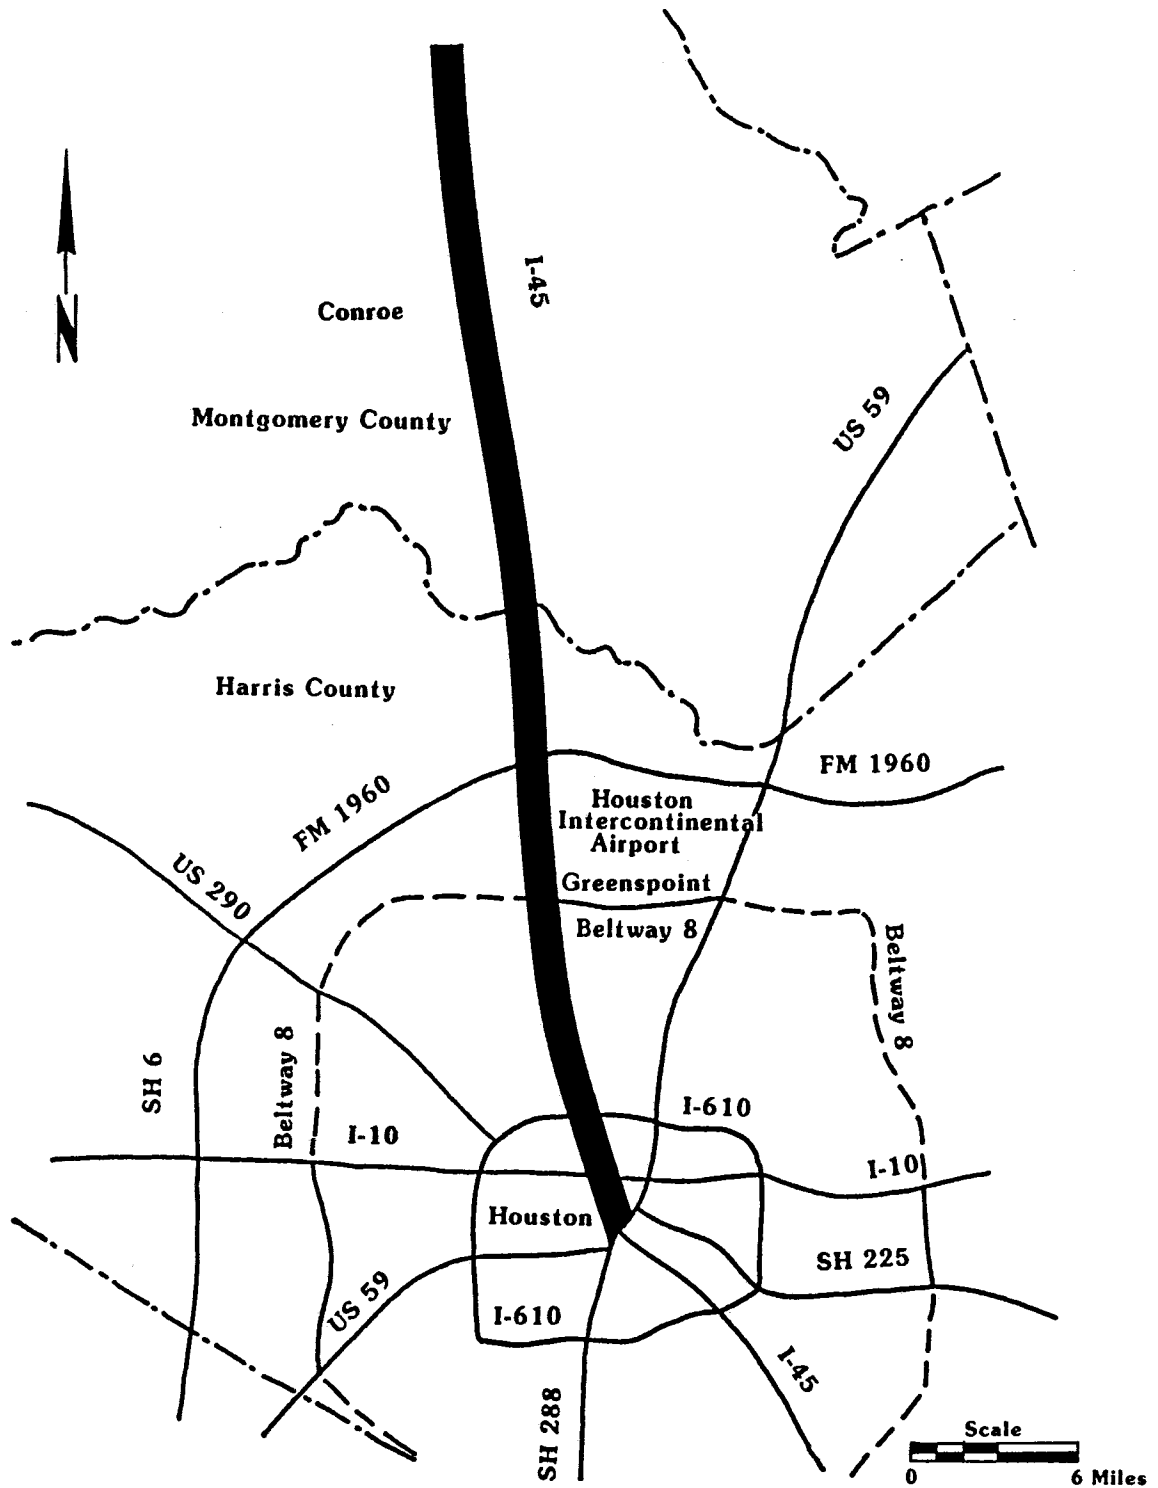 I-45
N
Conroe
US 59
Montgomery County
Harris County
FM 1960
FM 1960
Houston
Intercontinental
Airport
US 290
Greenspoint
Beltway 8
Beltway 8
Beltway 8
SH 6
I-610
I-10
I-10
Houston
SH 225
US 59
I-610
I-45
SH 288
Scale
0 6 Miles